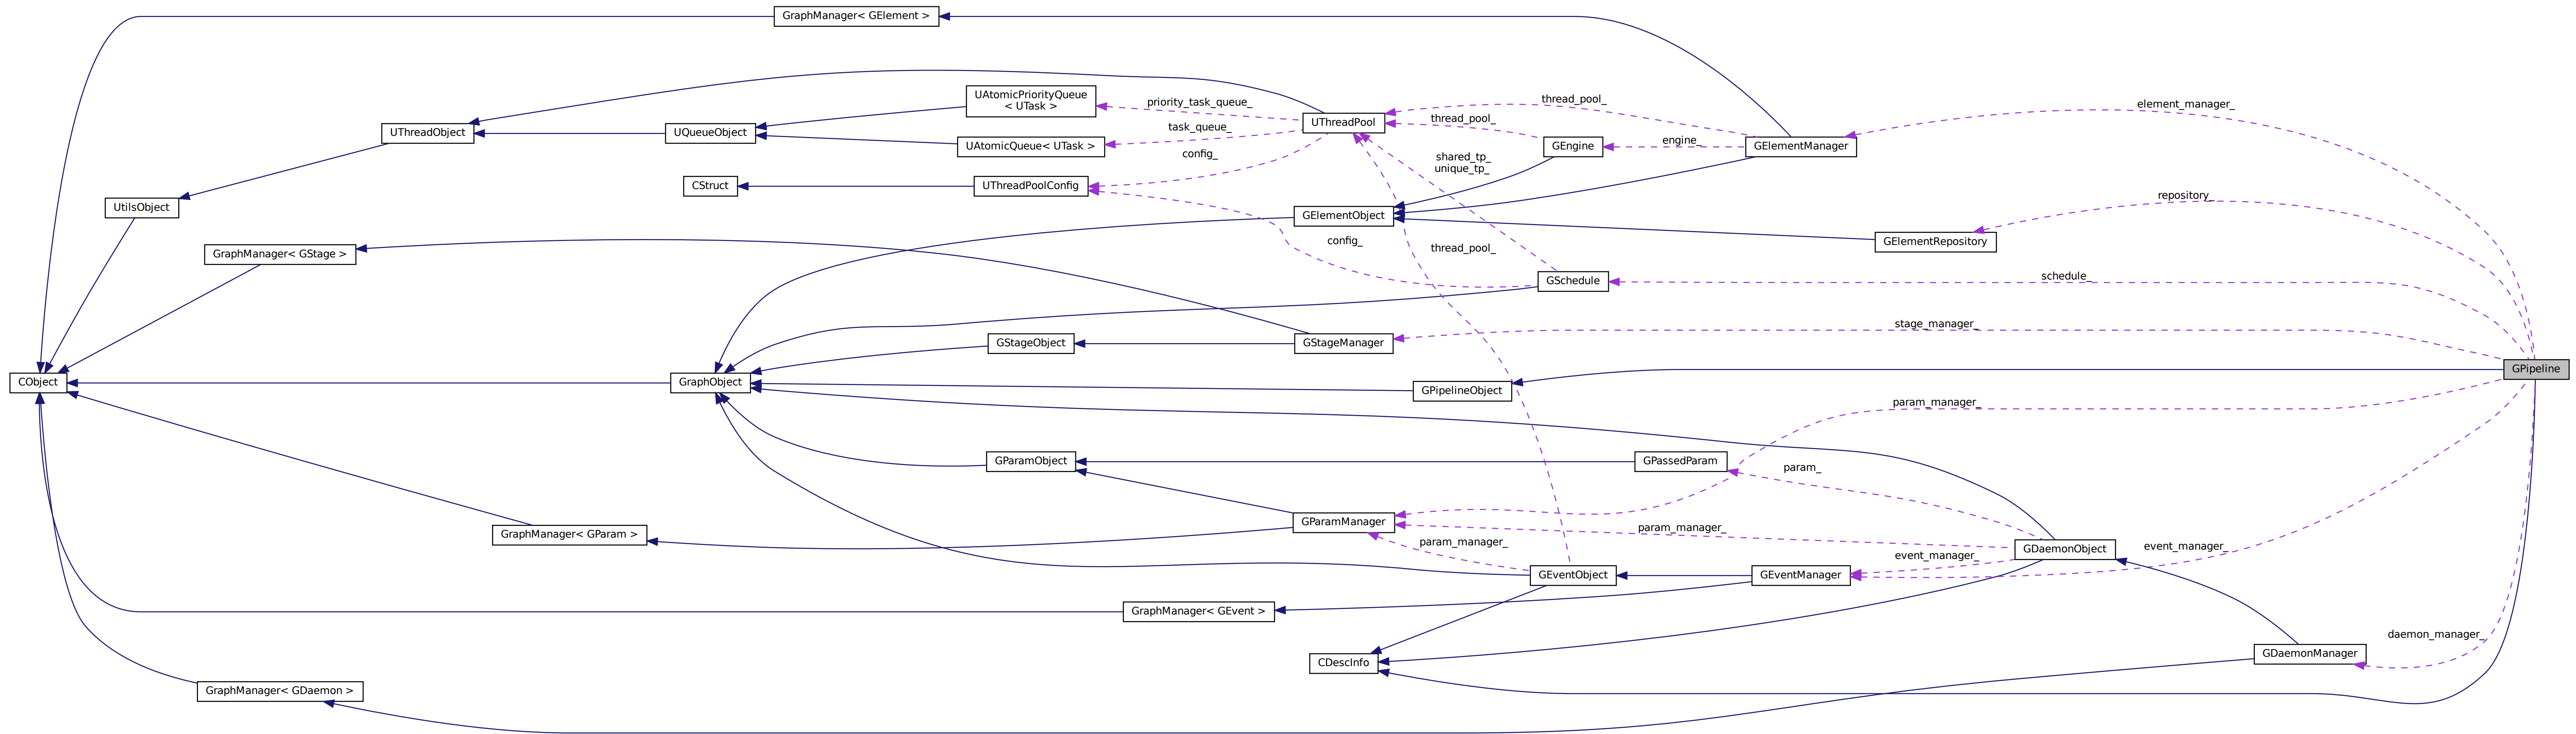 GraphManager< GElement >
UAtomicPriorityQueue
< UTask >
priority_task_queue_
thread_pool_
element_manager_
UThreadObject
UQueueObject
task_queue_
UThreadPool
thread_pool_
UAtomicQueue< UTask >
GEngine
engine_
GElementManager
config_
shared_tp_
unique_tp_
CStruct
UThreadPoolConfig
repository_
UtilsObject
GElementObject
GraphManager< GStage >
config_
thread_pool_
GElementRepository
GSchedule
schedule_
GStageObject
GStageManager
stage_manager_
CObject
GraphObject
GPipelineObject
GPipeline
param_manager_
GParamObject
GPassedParam
param_
GraphManager< GParam >
GParamManager
param_manager_
param_manager_
GDaemonObject
event_manager_
event_manager_
GEventObject
GEventManager
GraphManager< GEvent >
daemon_manager_
CDescInfo
GDaemonManager
GraphManager< GDaemon >